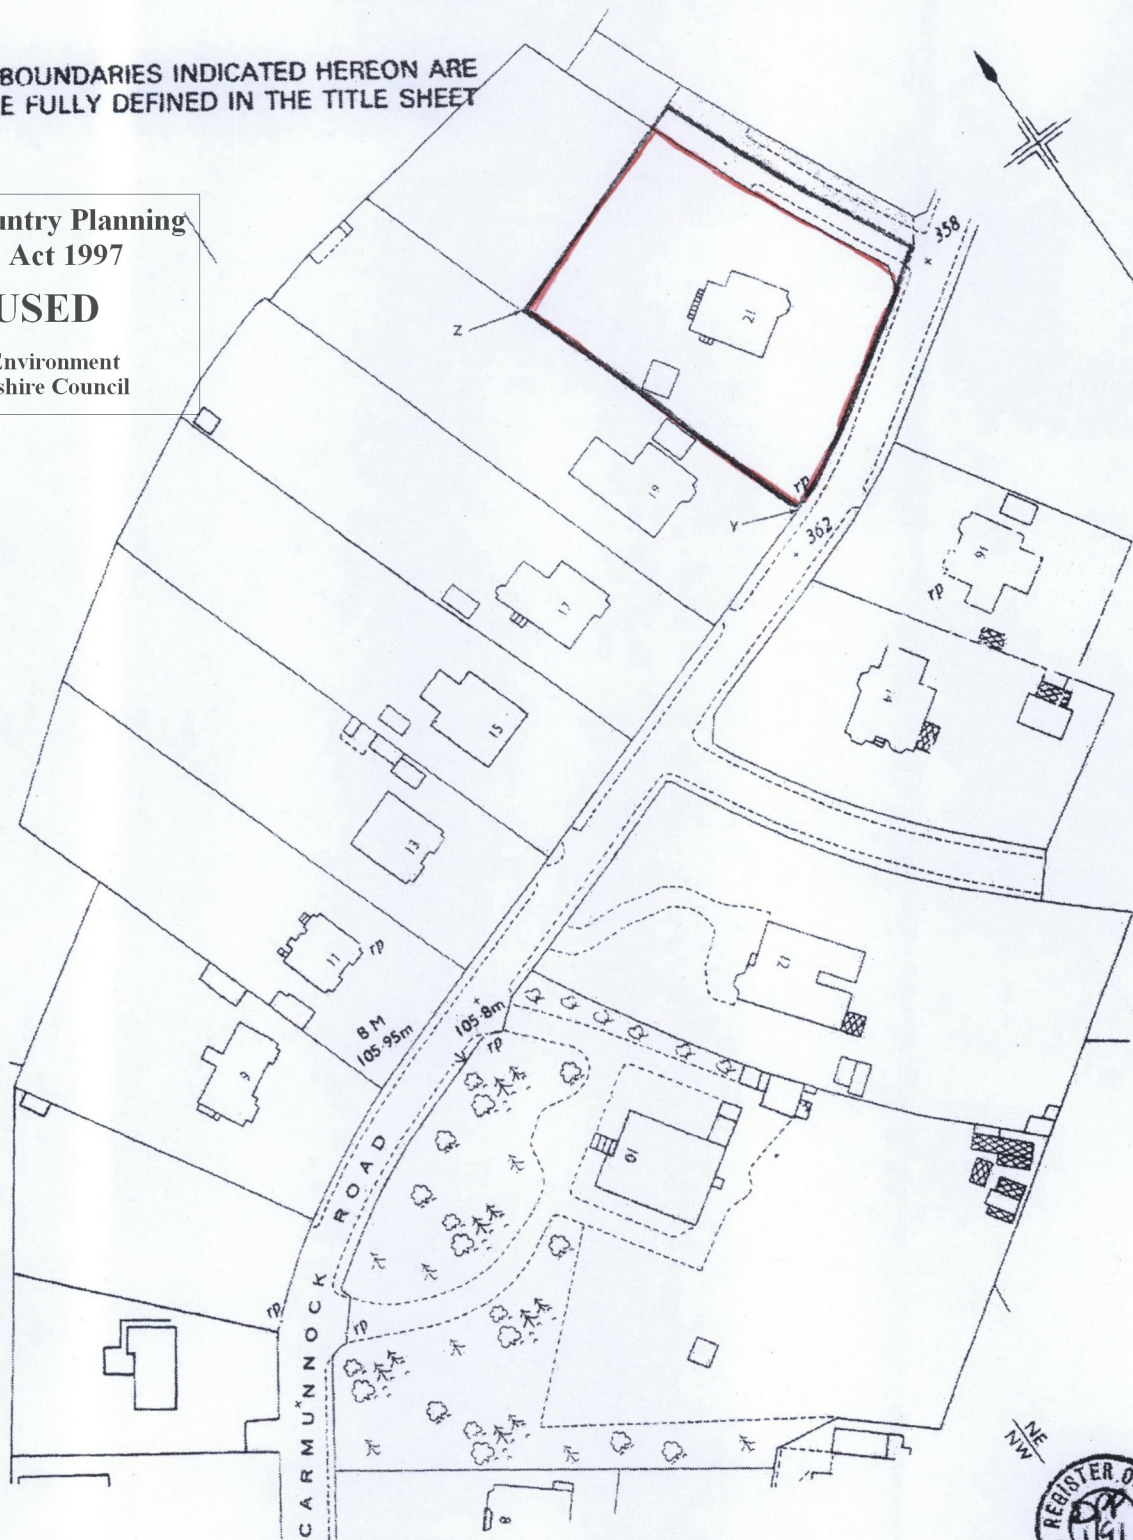 BOUNDARIES INDICATED HEREON ARE
E FULLY DEFINED IN THE TITLE SHEET
untry Planning
Act 1997
USED
Environment
shire Council
358
21
Z
19
rp
Y
362
16
rp
17
14
15
13
11
rp
12
B M
105·95m
105·8m
rp
9
10
CARMUNNOCK ROAD
rp
rp
8
NE
NW
REGISTER O